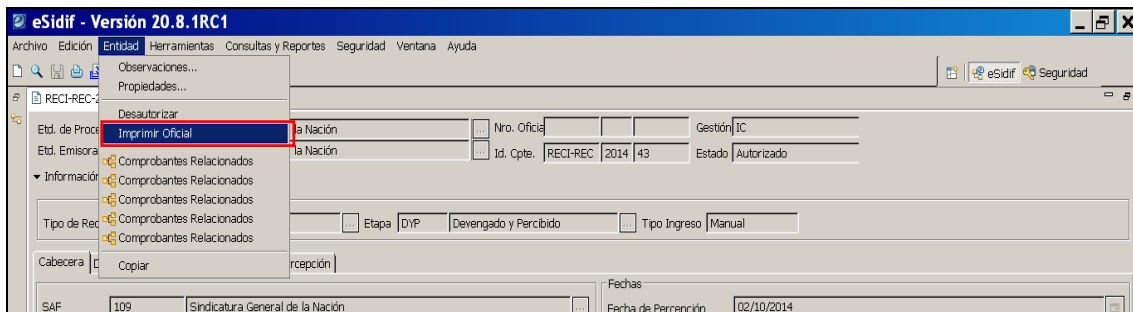 eSidif - Versión 20.8.1RC1
Archivo Edición Entidad Herramientas Consultas y Reportes Seguridad Ventana Ayuda
Observaciones...
eSidif Seguridad
Propiedades...
RECI-REC-2
Desautorizar
Etd. de Proce la Nación ... Nro. Oficial Gestión IC
Imprimir Oficial
Etd. Emisora la Nación ... Id. Cpte. RECI-REC 2014 43 Estado Autorizado
Comprobantes Relacionados
Información
Comprobantes Relacionados
Comprobantes Relacionados
Tipo de Rec ... Etapa DYP Devengado y Percibido ... Tipo Ingreso Manual
Comprobantes Relacionados
Comprobantes Relacionados
Cabecera rcepción
Copiar
Fechas
SAF 109 Sindicatura General de la Nación ... Fecha de Percepción 02/10/2014